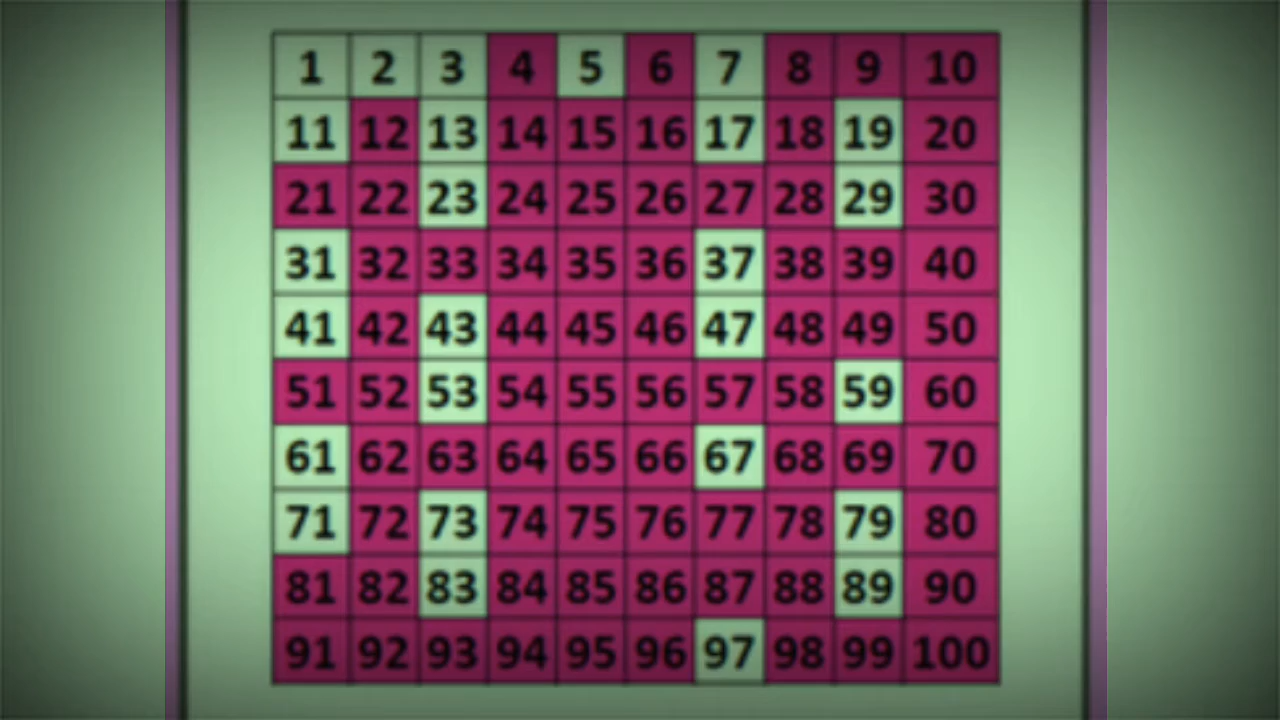 1 2 3 4 5 6 7 8 9 10
11 12 13 14 15 16 17 18 19 20
21 22 23 24 25 26 27 28 29 30
31 32 33 34 35 36 37 38 39 40
41 42 43 44 45 46 47 48 49 50
51 52 53 54 55 56 57 58 59 60
61 62 63 64 65 66 67 68 69 70
71 72 73 74 75 76 77 78 79 80
81 82 83 84 85 86 87 88 89 90
91 92 93 94 95 96 97 98 99 100